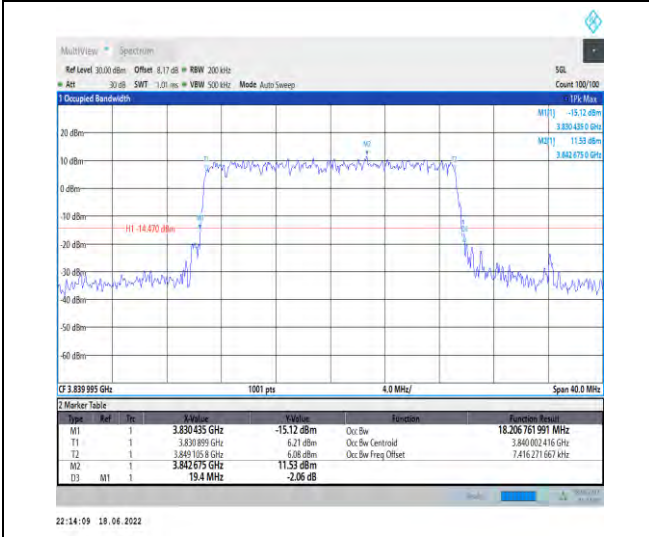 MultiView Spectrum
Ref Level 30.00 dBm Offset 8.17 dB RBW 200 kHz SGL
Att 30 dB SWT 1.01 ms VBW 500 kHz Mode Auto Sweep Count 100/100
1 Occupied Bandwidth 1Pk Max
M1[1] -15.12 dBm
3.830 435 0 GHz
M2[1] 11.53 dBm
3.842 675 0 GHz
20 dBm
M2
10 dBm
T1
T2
0 dBm
-10 dBm
M1
H1 -14.470 dBm
D3
-20 dBm
-30 dBm
-40 dBm
-50 dBm
-60 dBm
CF 3.839 995 GHz 1001 pts 4.0 MHz/ Span 40.0 MHz
2 Marker Table
Type Ref Trc X-Value Y-Value Function Function Result
M1 1 3.830 435 GHz -15.12 dBm Occ Bw 18.206 761 991 MHz
T1 1 3.830 899 GHz 6.21 dBm Occ Bw Centroid 3.840 002 416 GHz
T2 1 3.849 105 8 GHz 6.08 dBm Occ Bw Freq Offset 7.416 271 667 kHz
M2 1 3.842 675 GHz 11.53 dBm
D3 M1 1 19.4 MHz -2.06 dB
22:14:09 18.06.2022